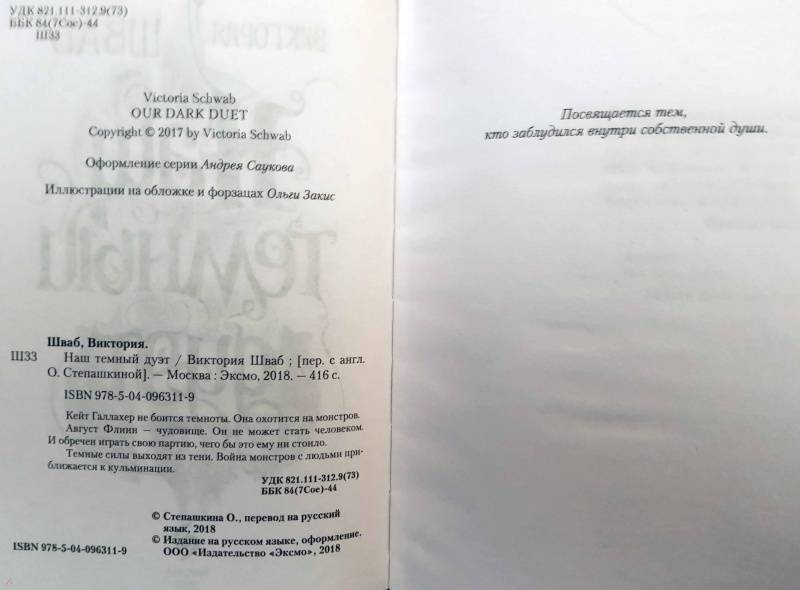 УДК 821.111-312.9(73)
ББК 84(7Сое)-44
Ш33
Victoria Schwab
OUR DARK DUET
Copyright © 2017 by Victoria Schwab
Оформление серии Андрея Саукова
Иллюстрации на обложке и форзацах Ольги Закис
Шваб, Виктория.
Ш33 Наш темный дуэт / Виктория Шваб ; [пер. с англ.
О. Степашкиной]. — Москва : Эксмо, 2018. — 416 с.
ISBN 978-5-04-096311-9
Кейт Галлахер не боится темноты. Она охотится на монстров.
Август Флинн — чудовище. Он не может стать человеком.
И обречен играть свою партию, чего бы это ему ни стоило.
Темные силы выходят из тени. Война монстров с людьми при-
ближается к кульминации.
УДК 821.111-312.9(73)
ББК 84(7Сое)-44
© Степашкина О., перевод на русский
язык, 2018
© Издание на русском языке, оформление.
ISBN 978-5-04-096311-9 ООО «Издательство «Эксмо», 2018
Посвящается тем,
кто заблудился внутри собственной души.